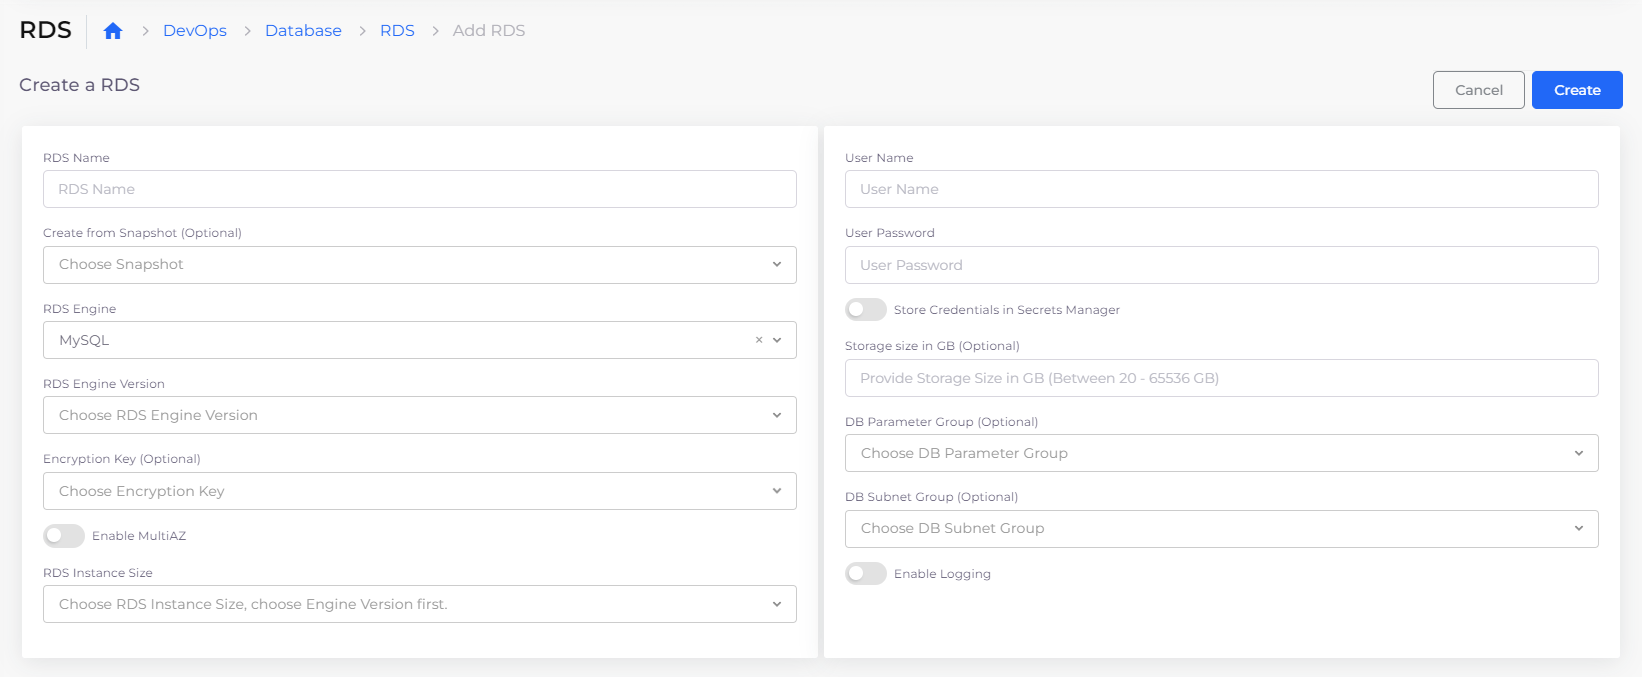 RDS DevOps Database RDS Add RDS
Create a RDS
Cancel Create
RDS Name
RDS Name
Create from Snapshot (Optional)
Choose Snapshot
RDS Engine
MySQL
RDS Engine Version
Choose RDS Engine Version
Encryption Key (Optional)
Choose Encryption Key
Enable MultiAZ
RDS Instance Size
Choose RDS Instance Size, choose Engine Version first.
User Name
User Name
User Password
User Password
Store Credentials in Secrets Manager
Storage size in GB (Optional)
Provide Storage Size in GB (Between 20 - 65536 GB)
DB Parameter Group (Optional)
Choose DB Parameter Group
DB Subnet Group (Optional)
Choose DB Subnet Group
Enable Logging